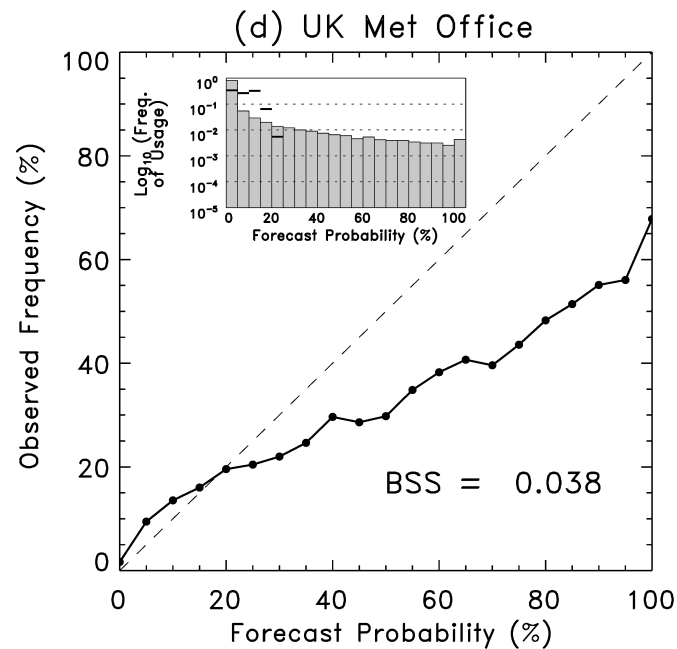 (d) UK Met Office
100
80
60
40
20
0
Observed Frequency (%)
10⁰
10⁻¹
10⁻²
10⁻³
10⁻⁴
10⁻⁵
Log₁₀ (Freq.
of Usage)
0 20 40 60 80 100
Forecast Probability (%)
BSS = 0.038
0 20 40 60 80 100
Forecast Probability (%)